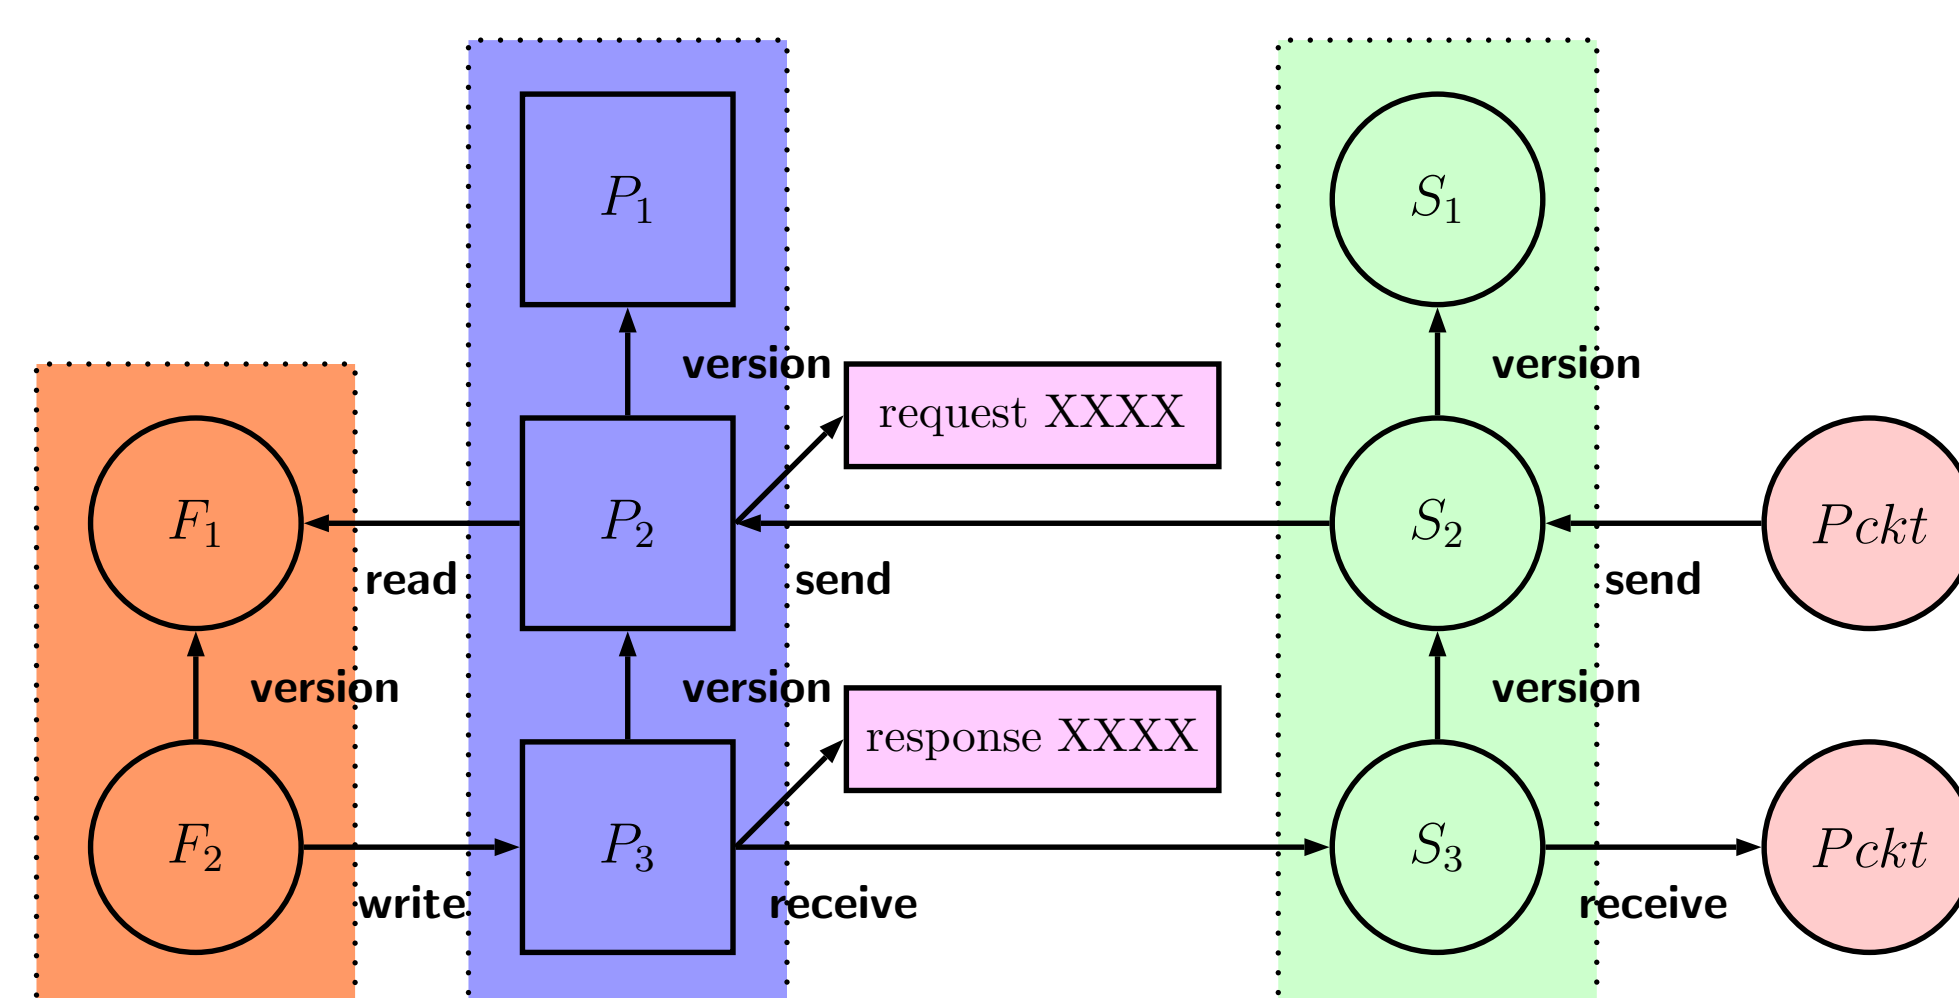 P1
S1
version
version
request XXXX
F1
P2
S2
Pckt
read
send
send
version
version
version
response XXXX
F2
P3
S3
Pckt
write
receive
receive